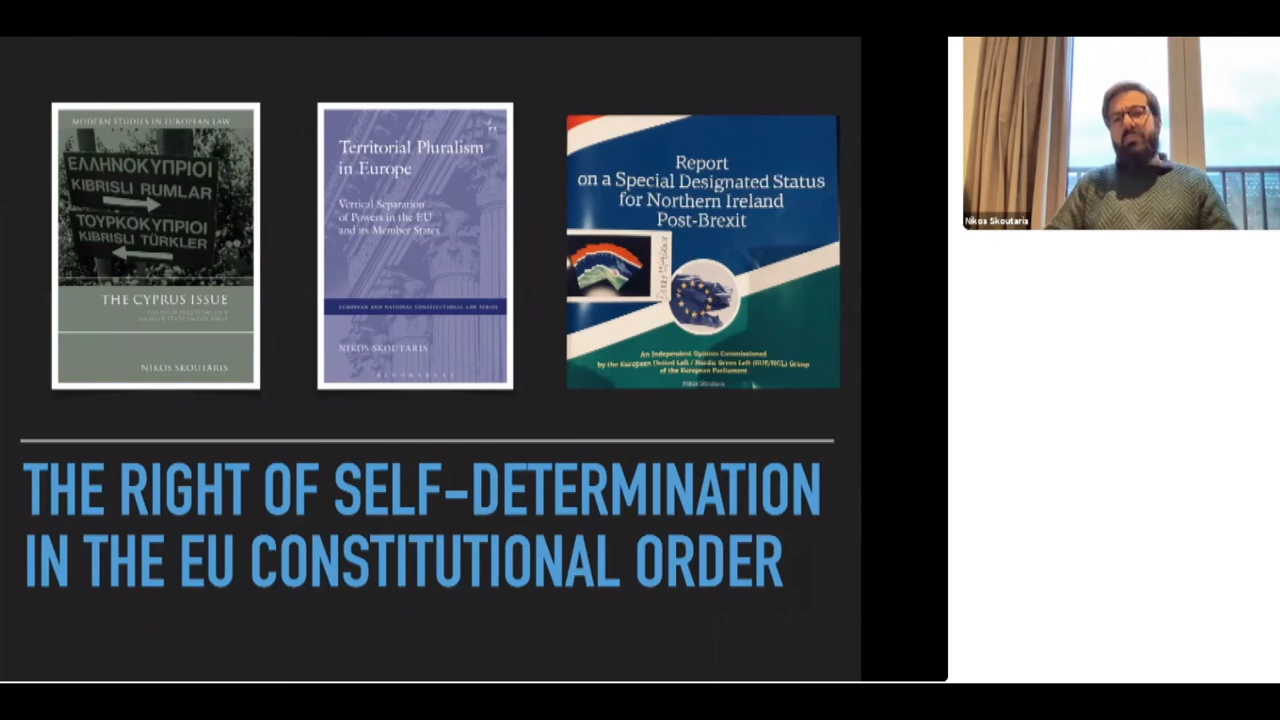 MODERN STUDIES IN EUROPEAN LAW
ΕΛΛΗΝΟΚΥΠΡΙΟΙ
KIBRISLI RUMLAR
ΤΟΥΡΚΟΚΥΠΡΙΟΙ
KIBRISLI TÜRKLER
THE CYPRUS ISSUE
NIKOS SKOUTARIS
Territorial Pluralism
in Europe
Vertical Separation
of Powers in the EU
and its Member States
EUROPEAN AND NATIONAL CONSTITUTIONAL LAW SERIES
NIKOS SKOUTARIS
BLOOMSBURY
Report
on a Special Designated Status
for Northern Ireland
Post-Brexit
An Independent Opinion Commissioned
by the European United Left / Nordic Green Left (GUE/NGL) Group
of the European Parliament
Nikos Skoutaris
THE RIGHT OF SELF-DETERMINATION
IN THE EU CONSTITUTIONAL ORDER
Nikos Skoutaris